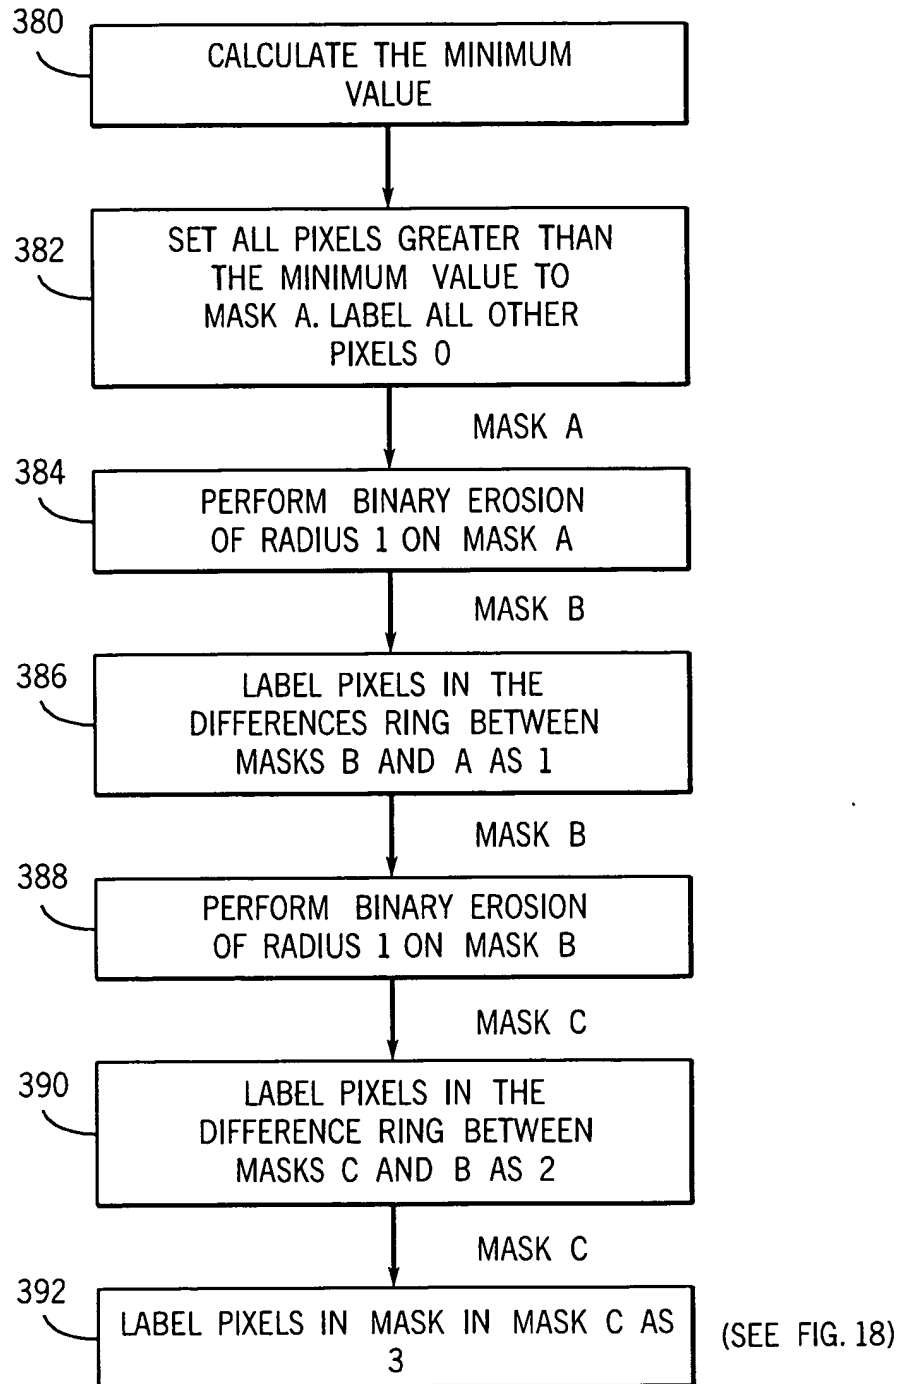 380
CALCULATE THE MINIMUM
VALUE
382
SET ALL PIXELS GREATER THAN
THE MINIMUM VALUE TO
MASK A. LABEL ALL OTHER
PIXELS 0
MASK A
384
PERFORM BINARY EROSION
OF RADIUS 1 ON MASK A
MASK B
386
LABEL PIXELS IN THE
DIFFERENCES RING BETWEEN
MASKS B AND A AS 1
MASK B
388
PERFORM BINARY EROSION
OF RADIUS 1 ON MASK B
MASK C
390
LABEL PIXELS IN THE
DIFFERENCE RING BETWEEN
MASKS C AND B AS 2
MASK C
392
LABEL PIXELS IN MASK IN MASK C AS
3
(SEE FIG. 18)